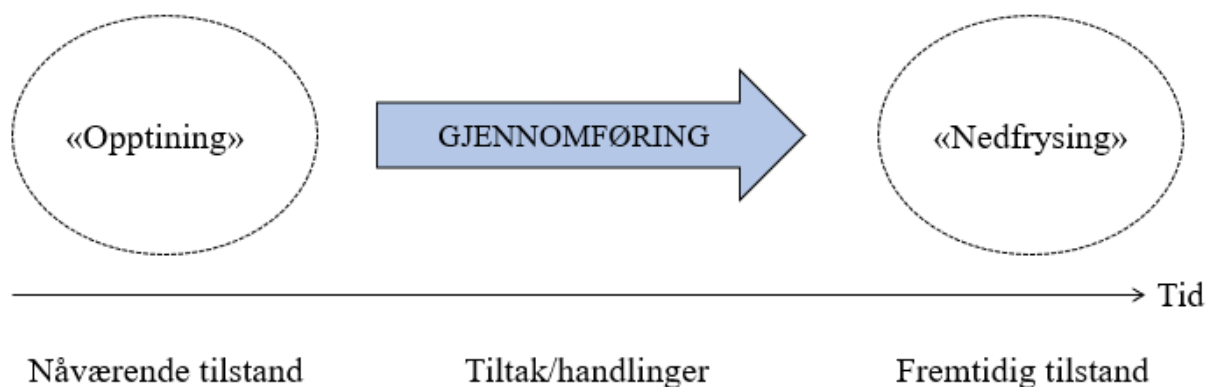 «Opptining»
GJENNOMFØRING
«Nedfrysing»
Tid
Nåværende tilstand
Tiltak/handlinger
Fremtidig tilstand